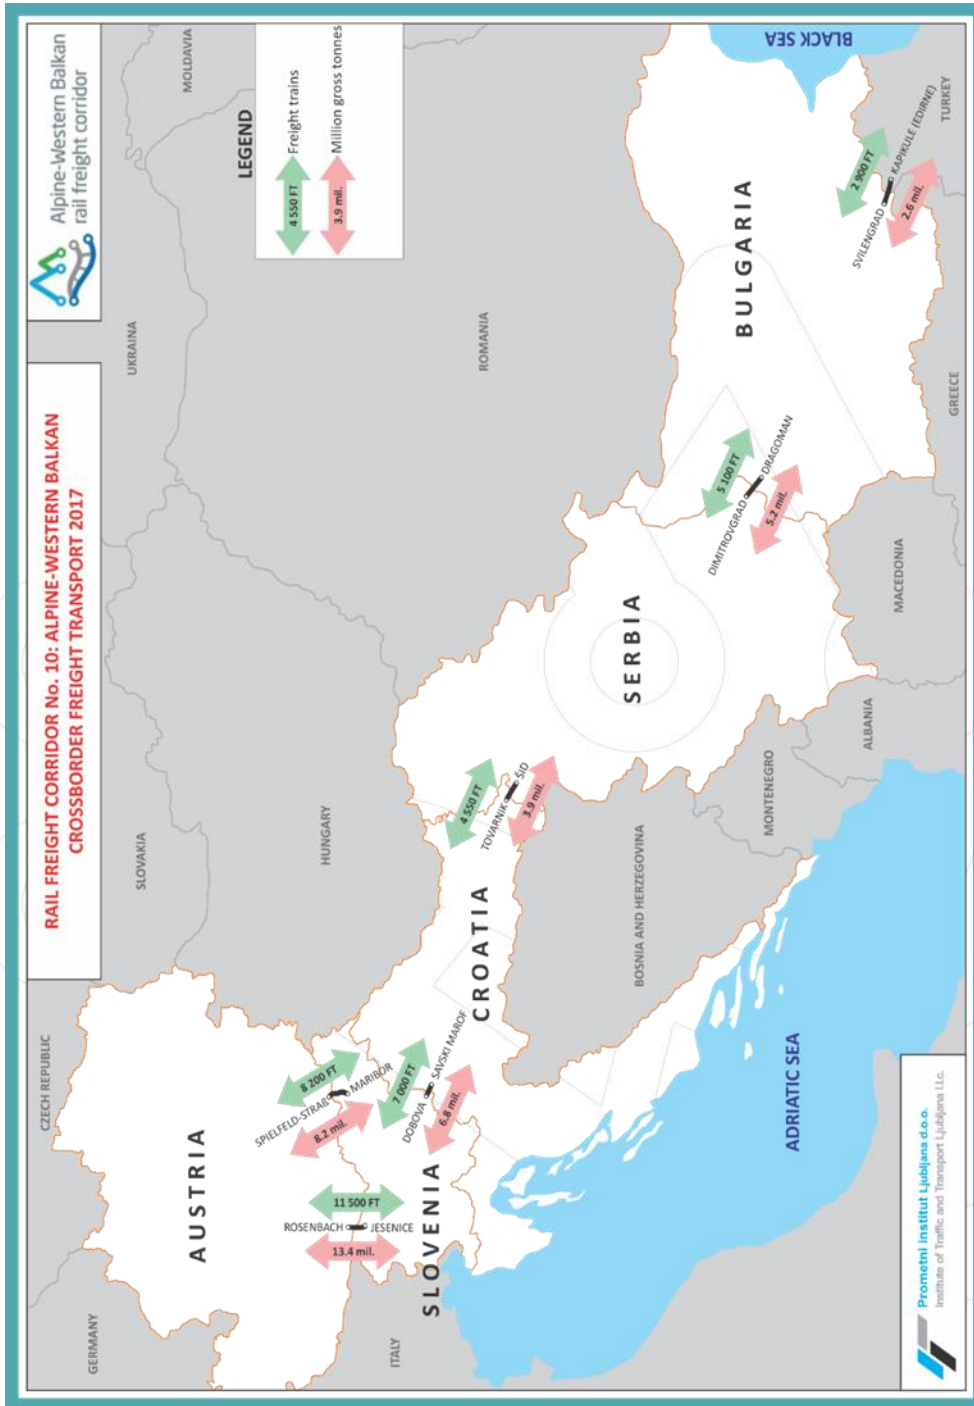 RAIL FREIGHT CORRIDOR No. 10: ALPINE-WESTERN BALKAN
CROSSBORDER FREIGHT TRANSPORT 2017
Alpine-Western Balkan
rail freight corridor
LEGEND
4 550 FT
Freight trains
3.9 mil.
Million gross tonnes
CZECH REPUBLIC
SLOVAKIA
UKRAINA
MOLDAVIA
GERMANY
AUSTRIA
HUNGARY
ROMANIA
BLACK SEA
ITALY
SLOVENIA
CROATIA
SERBIA
BULGARIA
TURKEY
BOSNIA AND HERZEGOVINA
MONTENEGRO
ALBANIA
MACEDONIA
GREECE
ADRIATIC SEA
13.4 mil.
ROSENBACH
JESENICE
11 500 FT
8.2 mil.
SPIELFELD-STRAß
MARIBOR
8 200 FT
7 000 FT
DOBOVA
SAVSKI MAROF
6.8 mil.
4 550 FT
TOVARNIK
ŠID
3.9 mil.
5 100 FT
DIMITROVGRAD
DRAGOMAN
5.2 mil.
2 900 FT
SVILENGRAD
KAPIKULE (EDIRNE)
2.6 mil.
Prometni institut Ljubljana d.o.o.
Institute of Traffic and Transport Ljubljana l.l.c.